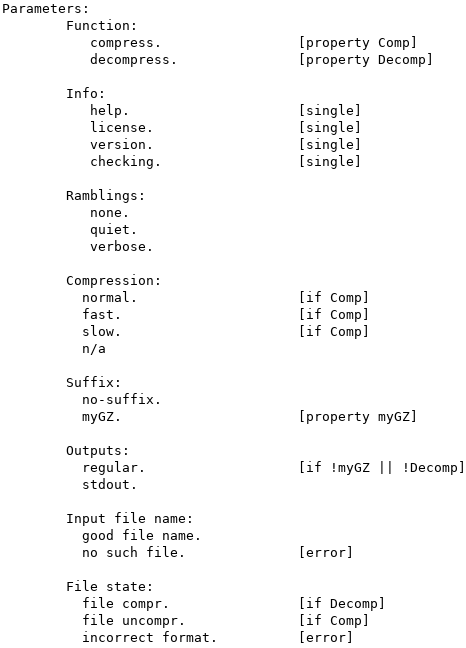 Parameters:
Function:
compress. [property Comp]
decompress. [property Decomp]
Info:
help. [single]
license. [single]
version. [single]
checking. [single]
Ramblings:
none.
quiet.
verbose.
Compression:
normal. [if Comp]
fast. [if Comp]
slow. [if Comp]
n/a
Suffix:
no-suffix.
myGZ. [property myGZ]
Outputs:
regular. [if !myGZ || !Decomp]
stdout.
Input file name:
good file name.
no such file. [error]
File state:
file compr. [if Decomp]
file uncompr. [if Comp]
incorrect format. [error]